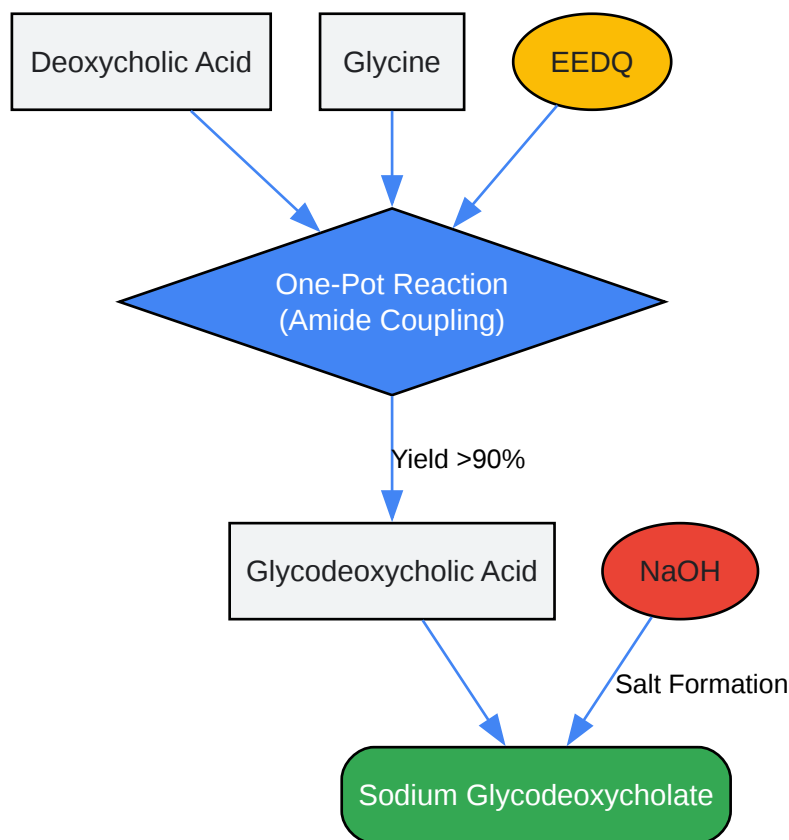 Deoxycholic Acid
Glycine
EEDQ
One-Pot Reaction
(Amide Coupling)
Yield >90%
Glycodeoxycholic Acid
NaOH
Salt Formation
Sodium Glycodeoxycholate